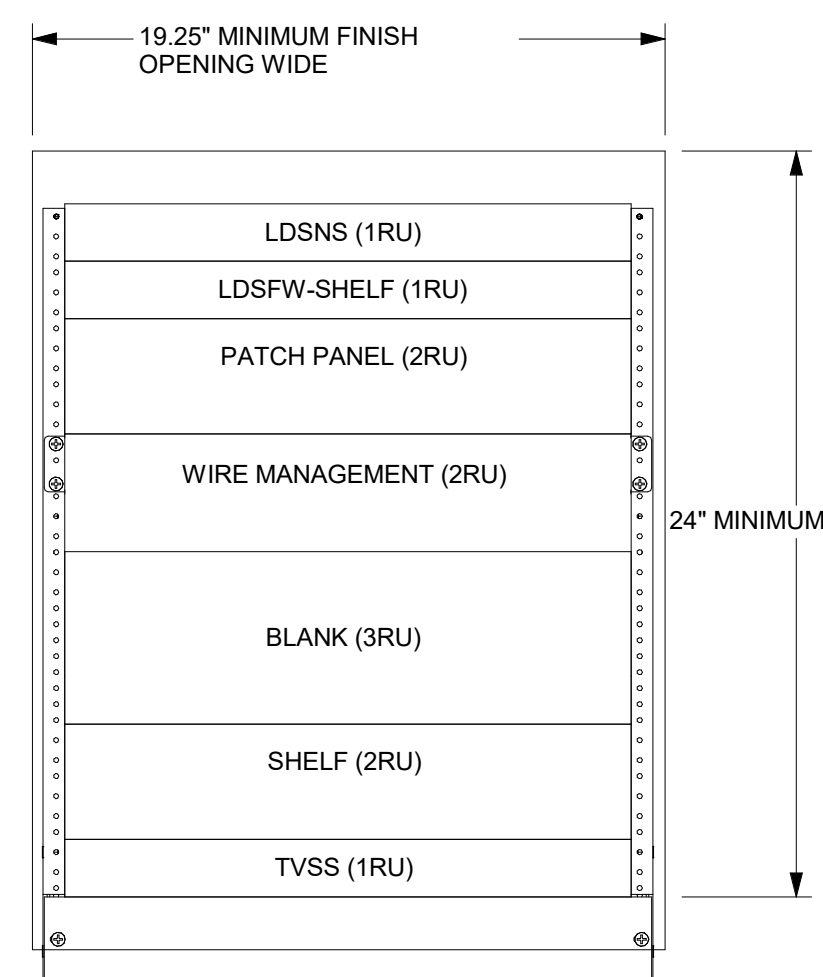 19.25" MINIMUM FINISH
OPENING WIDE
LDSNS (1RU)
LDSFW-SHELF (1RU)
PATCH PANEL (2RU)
WIRE MANAGEMENT (2RU)
24" MINIMUM
BLANK (3RU)
SHELF (2RU)
TVSS (1RU)